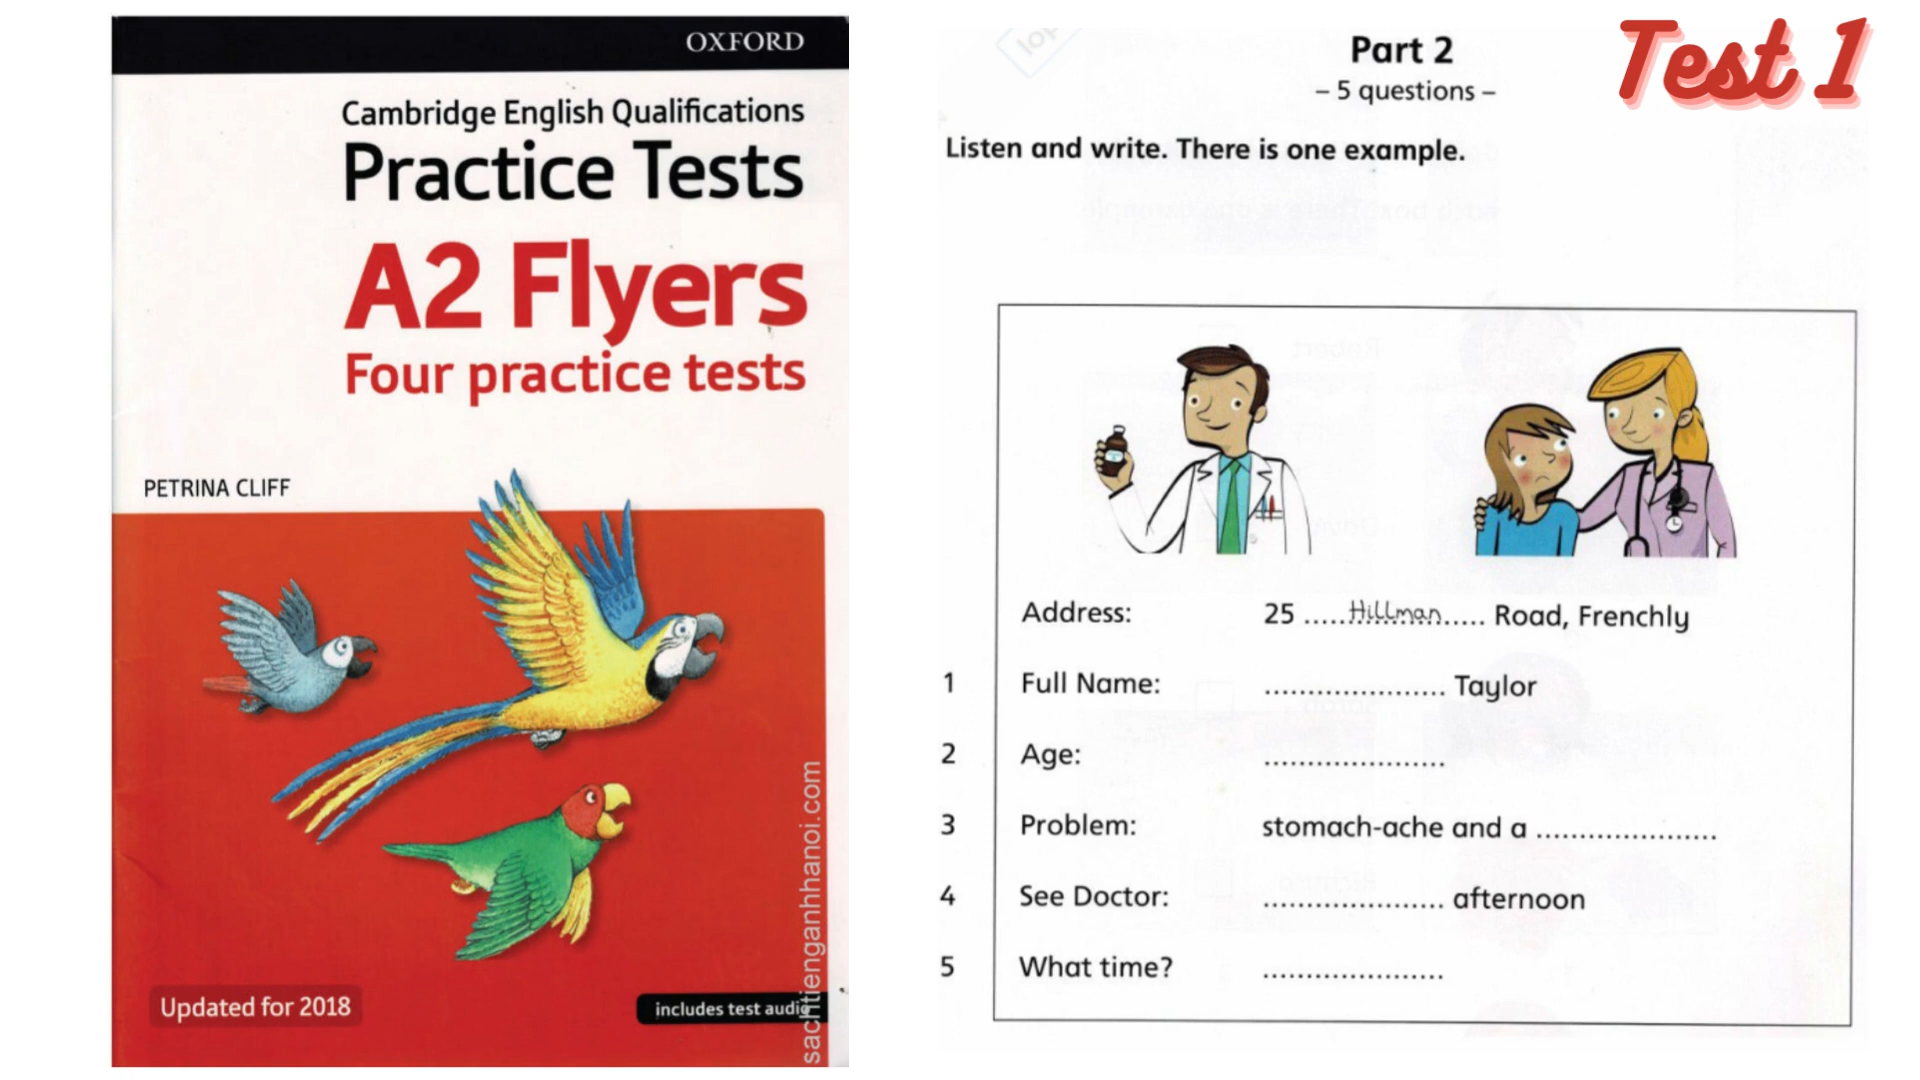 OXFORD
Cambridge English Qualifications
Practice Tests
A2 Flyers
Four practice tests
PETRINA CLIFF
Updated for 2018
includes test audio
sachtienganhhanoi.com
Test 1
Part 2
– 5 questions –
Listen and write. There is one example.
Address: 25 .....Hillman..... Road, Frenchly
1 Full Name: ..................... Taylor
2 Age: .....................
3 Problem: stomach-ache and a .....................
4 See Doctor: ..................... afternoon
5 What time? .....................